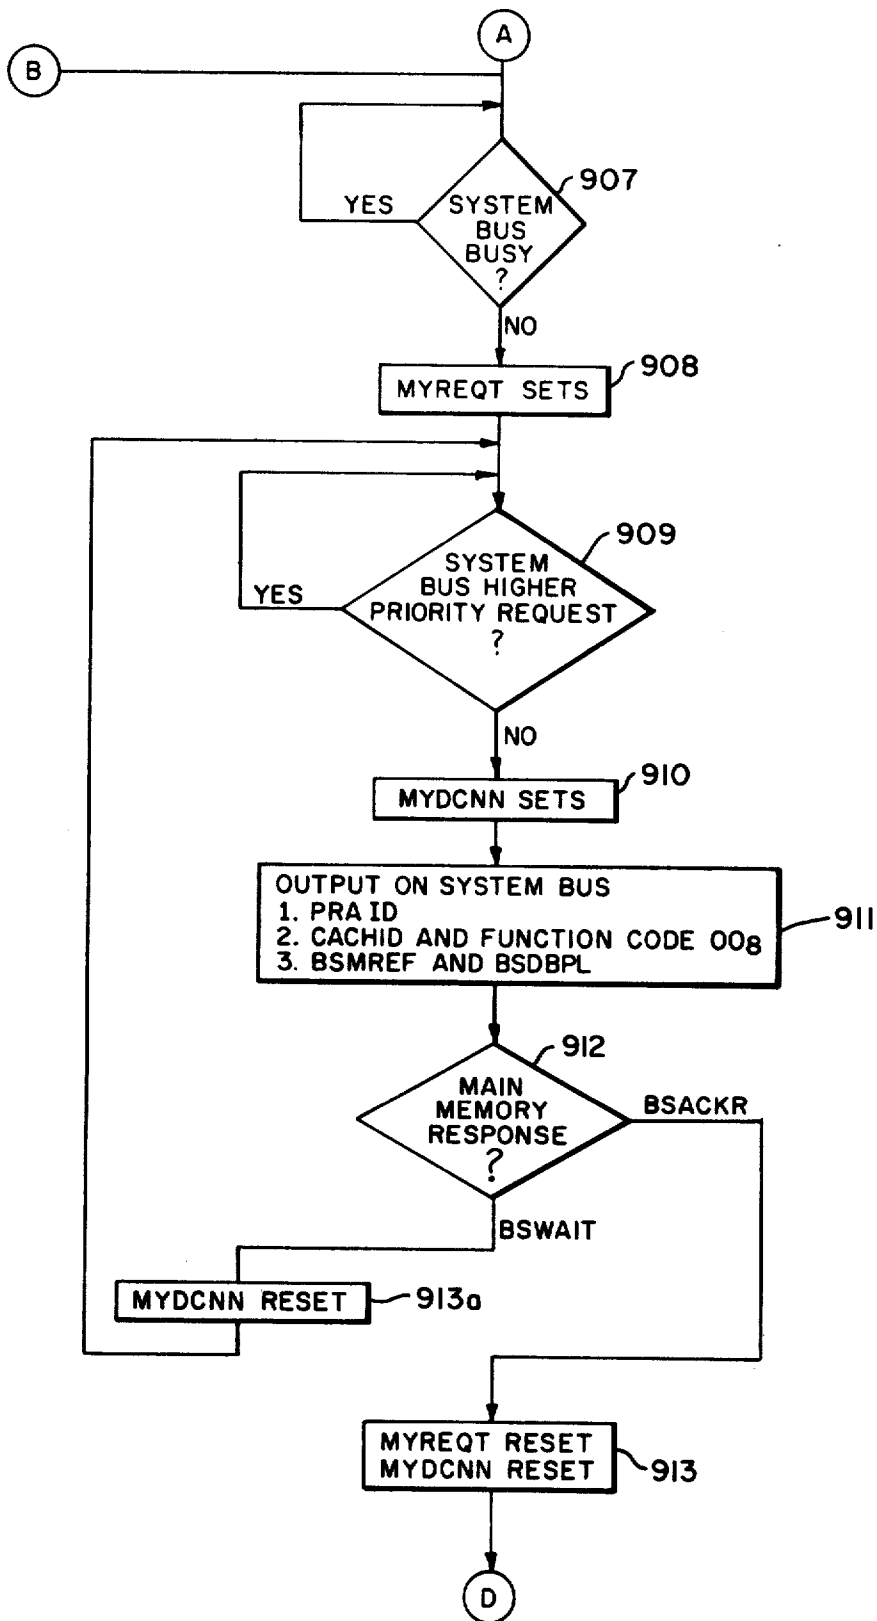 A
B
907
YES
SYSTEM
BUS
BUSY
?
NO
908
MYREQT SETS
909
SYSTEM
BUS HIGHER
PRIORITY REQUEST
?
YES
NO
910
MYDCNN SETS
OUTPUT ON SYSTEM BUS
1. PRA ID
2. CACHID AND FUNCTION CODE 00₈
3. BSMREF AND BSDBPL
911
912
MAIN
MEMORY
RESPONSE
?
BSACKR
BSWAIT
MYDCNN RESET
913a
MYREQT RESET
MYDCNN RESET
913
D